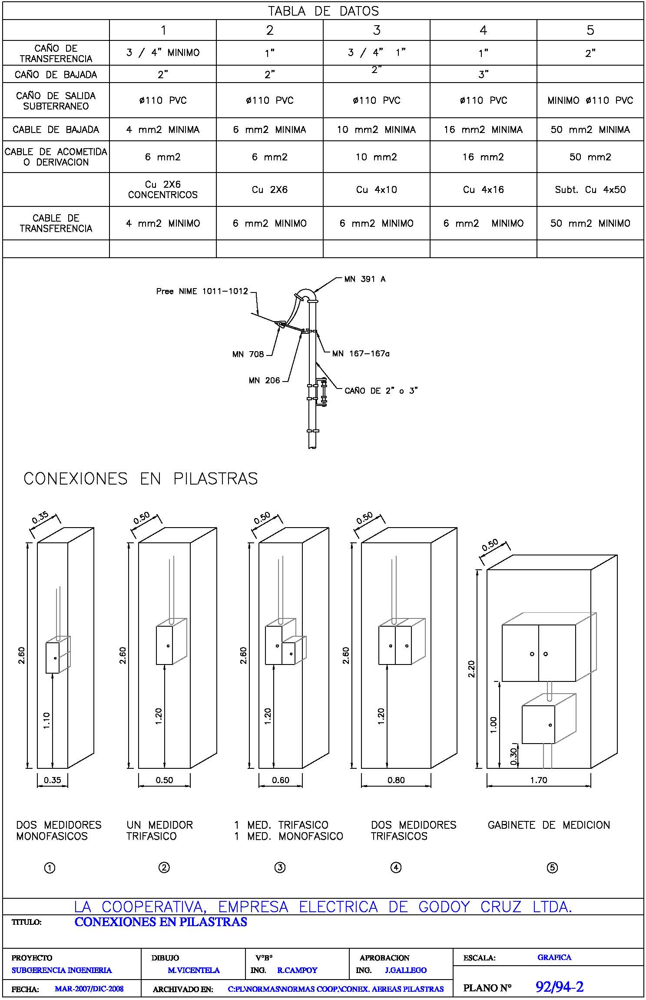 TABLA DE DATOS
1 2 3 4 5
CAÑO DE
TRANSFERENCIA
3 / 4" MINIMO
1"
3 / 4" 1"
1"
2"
CAÑO DE BAJADA
2"
2"
2"
3"
CAÑO DE SALIDA
SUBTERRANEO
ø110 PVC
ø110 PVC
ø110 PVC
ø110 PVC
MINIMO ø110 PVC
CABLE DE BAJADA
4 mm2 MINIMA
6 mm2 MINIMA
10 mm2 MINIMA
16 mm2 MINIMA
50 mm2 MINIMA
CABLE DE ACOMETIDA
O DERIVACION
6 mm2
6 mm2
10 mm2
16 mm2
50 mm2
Cu 2X6
CONCENTRICOS
Cu 2X6
Cu 4x10
Cu 4x16
Subt. Cu 4x50
CABLE DE
TRANSFERENCIA
4 mm2 MINIMO
6 mm2 MINIMO
6 mm2 MINIMO
6 mm2 MINIMO
50 mm2 MINIMO
MN 391 A
Pree NIME 1011-1012
MN 708
MN 167-167a
MN 206
CAÑO DE 2" o 3"
CONEXIONES EN PILASTRAS
0.35
2.60
1.10
0.35
0.50
2.60
1.20
0.50
0.50
2.60
1.20
0.60
0.50
2.60
1.20
0.80
0.50
2.20
1.00
0.30
1.70
DOS MEDIDORES
MONOFASICOS
UN MEDIDOR
TRIFASICO
1 MED. TRIFASICO
1 MED. MONOFASICO
DOS MEDIDORES
TRIFASICOS
GABINETE DE MEDICION
1
2
3
4
5
LA COOPERATIVA, EMPRESA ELECTRICA DE GODOY CRUZ LTDA.
TITULO: CONEXIONES EN PILASTRAS
PROYECTO
SUBGERENCIA INGENIERIA
DIBUJO
M.VICENTELA
V°B°
ING. R.CAMPOY
APROBACION
ING. J.GALLEGO
ESCALA: GRAFICA
FECHA: MAR-2007/DIC-2008
ARCHIVADO EN: C:PL\NORMAS\NORMAS COOP.\CONEX. AEREAS PILASTRAS
PLANO N° 92/94-2